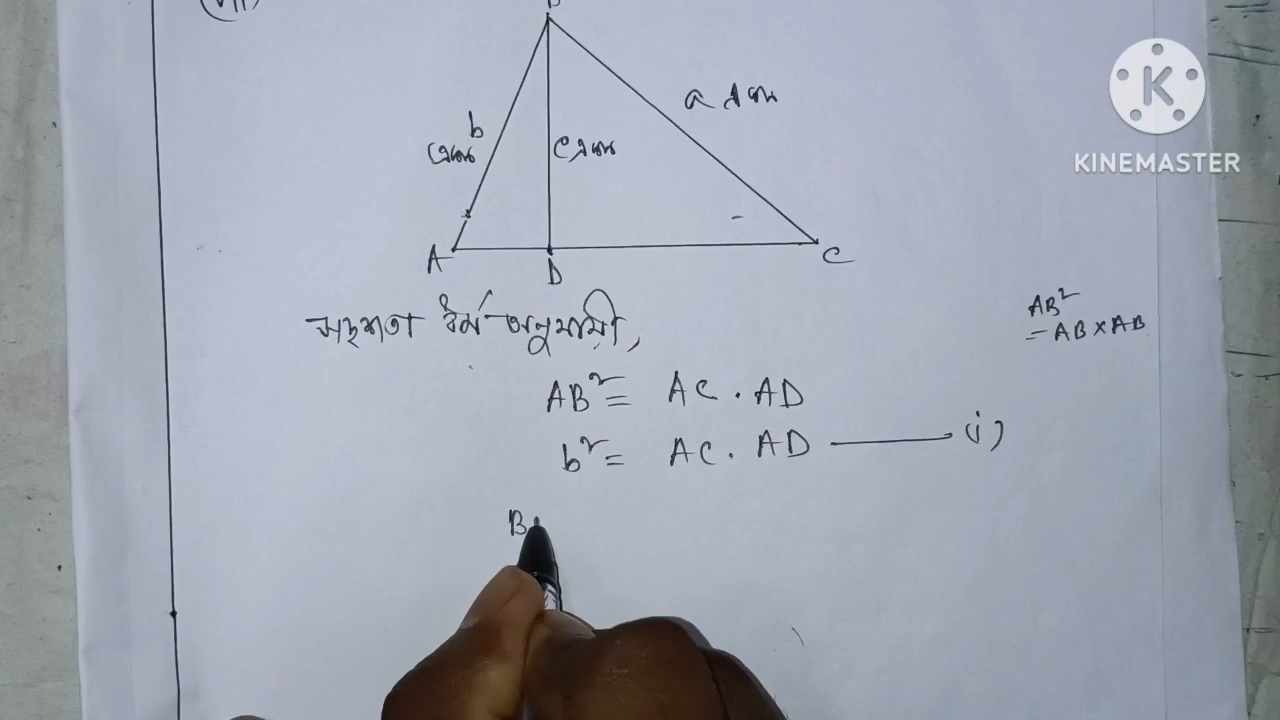 a একক
b
একক
c একক
A
D
C
সদৃশতা ধর্ম অনুযায়ী,
AB²
= AB × AB
AB² = AC . AD
b² = AC . AD ——— (i)
B
K
KINEMASTER